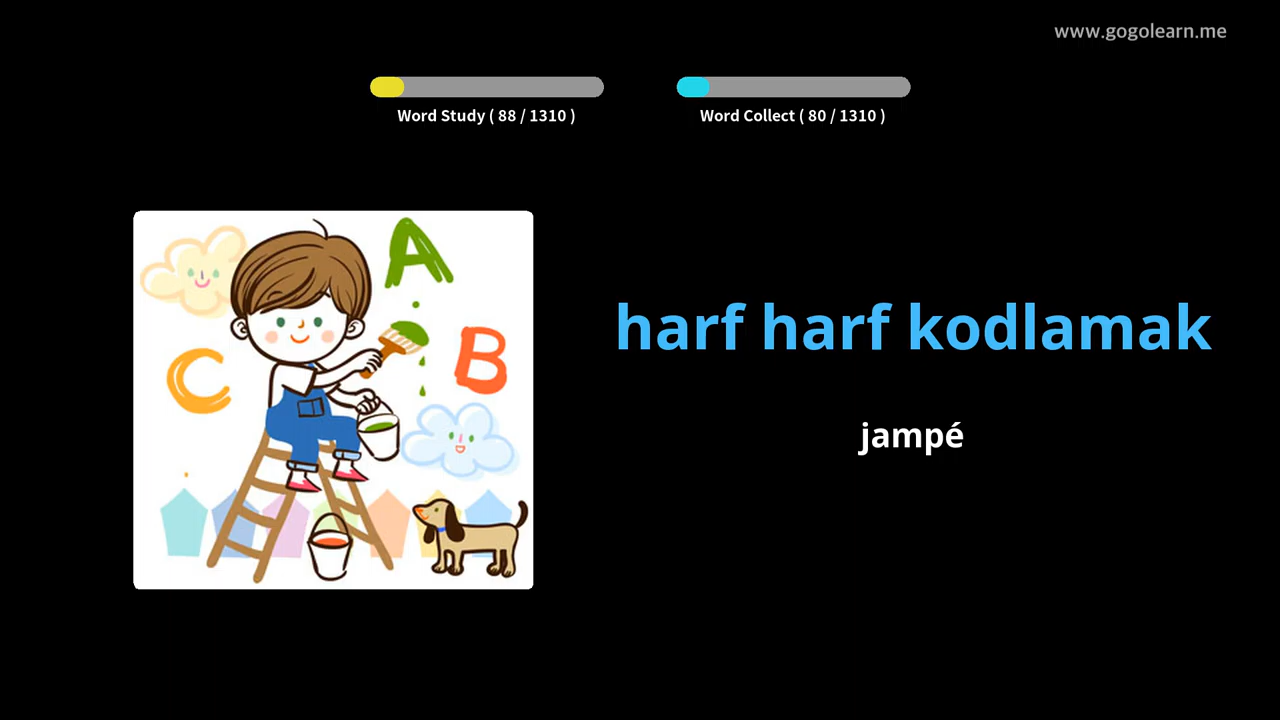 www.gogolearn.me
Word Study ( 88 / 1310 )
Word Collect ( 80 / 1310 )
A
B
C
harf harf kodlamak
jampé